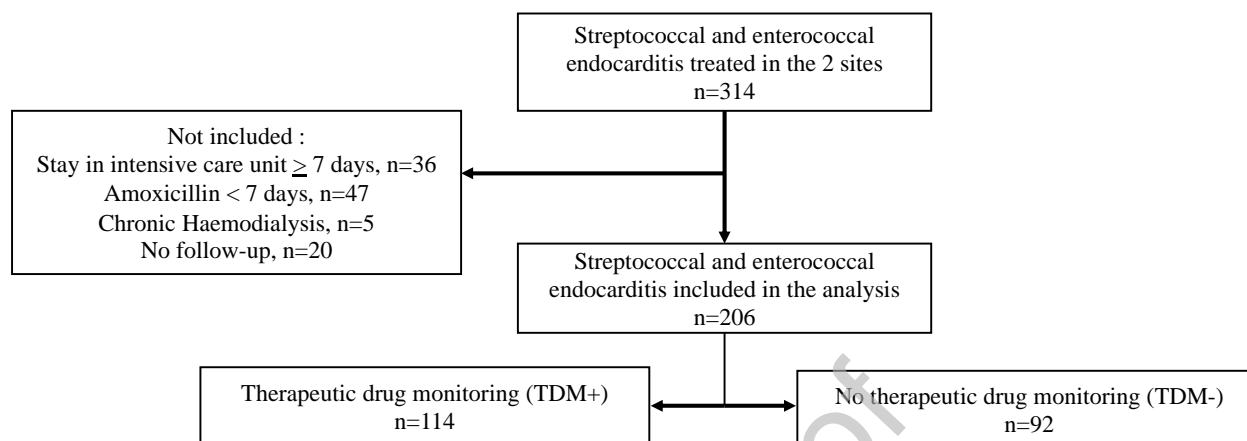 Streptococcal and enterococcal
endocarditis treated in the 2 sites
n=314
Not included :
Stay in intensive care unit ≥ 7 days, n=36
Amoxicillin < 7 days, n=47
Chronic Haemodialysis, n=5
No follow-up, n=20
Streptococcal and enterococcal
endocarditis included in the analysis
n=206
Therapeutic drug monitoring (TDM+)
n=114
No therapeutic drug monitoring (TDM-)
n=92
of